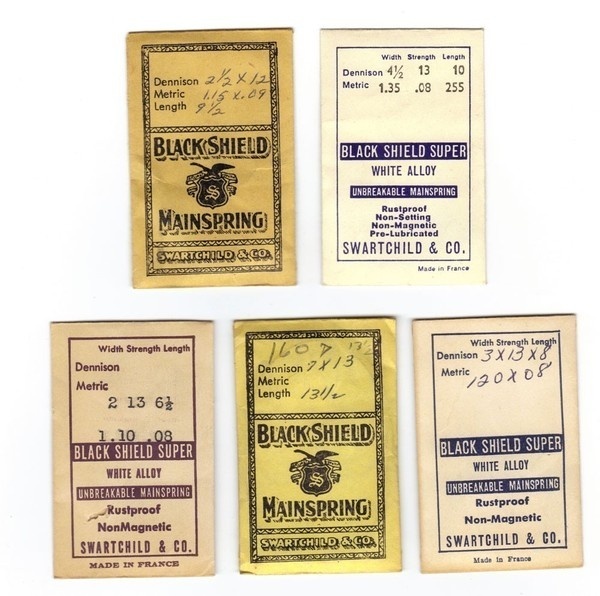 Dennison 2½ X 12
Metric 1.15 X .09
Length 9½
BLACK SHIELD
S
MAINSPRING
SWARTCHILD & CO.
Width Strength Length
Dennison 4½ 13 10
Metric 1.35 .08 255
BLACK SHIELD SUPER
WHITE ALLOY
UNBREAKABLE MAINSPRING
Rustproof
Non-Setting
Non-Magnetic
Pre-Lubricated
SWARTCHILD & CO.
Made in France
Width Strength Length
Dennison
Metric
2 13 6½
1.10 .08
BLACK SHIELD SUPER
WHITE ALLOY
UNBREAKABLE MAINSPRING
Rustproof
NonMagnetic
SWARTCHILD & CO.
MADE IN FRANCE
160
Dennison 7 X 13
Metric
Length 13½
BLACK SHIELD
S
MAINSPRING
SWARTCHILD & CO.
Width Strength Length
Dennison 3 X 13 X 8
Metric 120 X 08
BLACK SHIELD SUPER
WHITE ALLOY
UNBREAKABLE MAINSPRING
Rustproof
Non-Magnetic
SWARTCHILD & CO.
Made in France